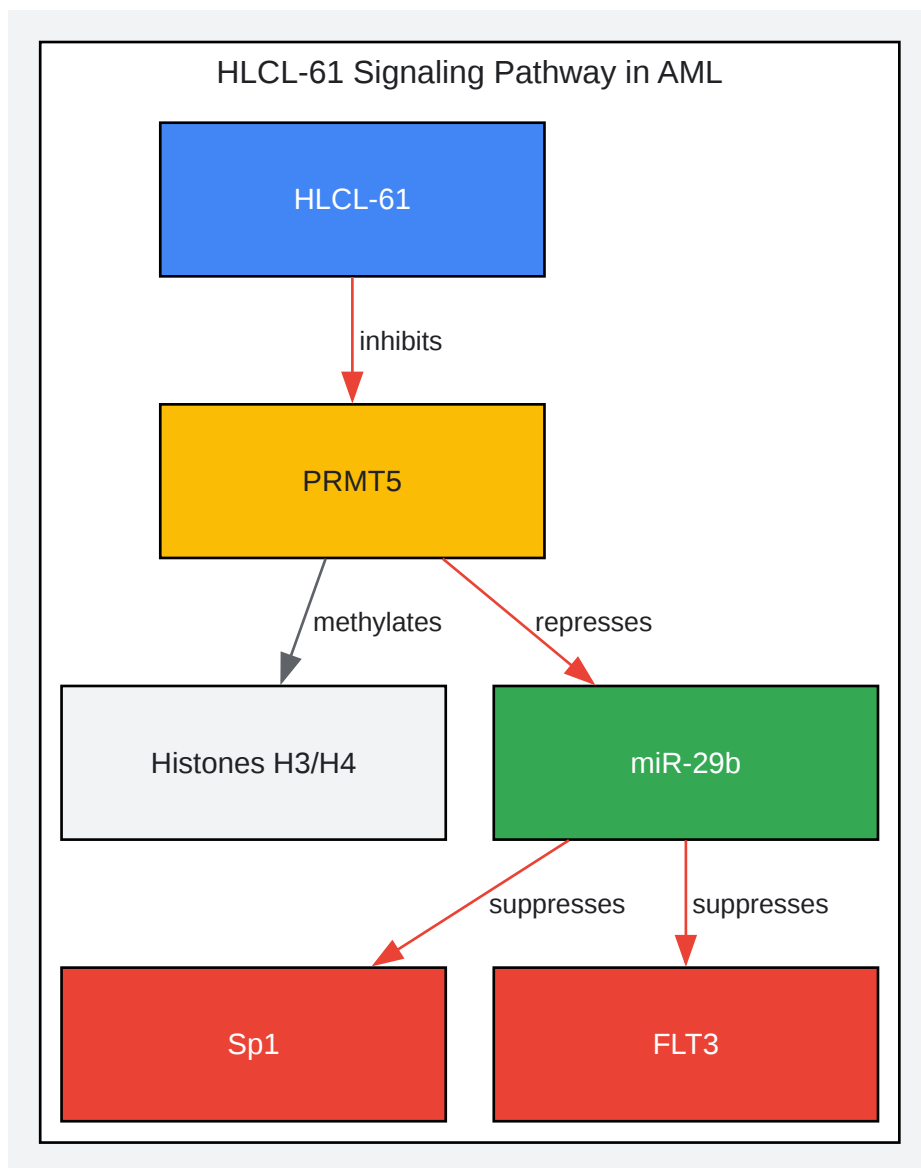 HLCL-61 Signaling Pathway in AML
HLCL-61
inhibits
PRMT5
methylates
represses
Histones H3/H4
miR-29b
suppresses
suppresses
Sp1
FLT3